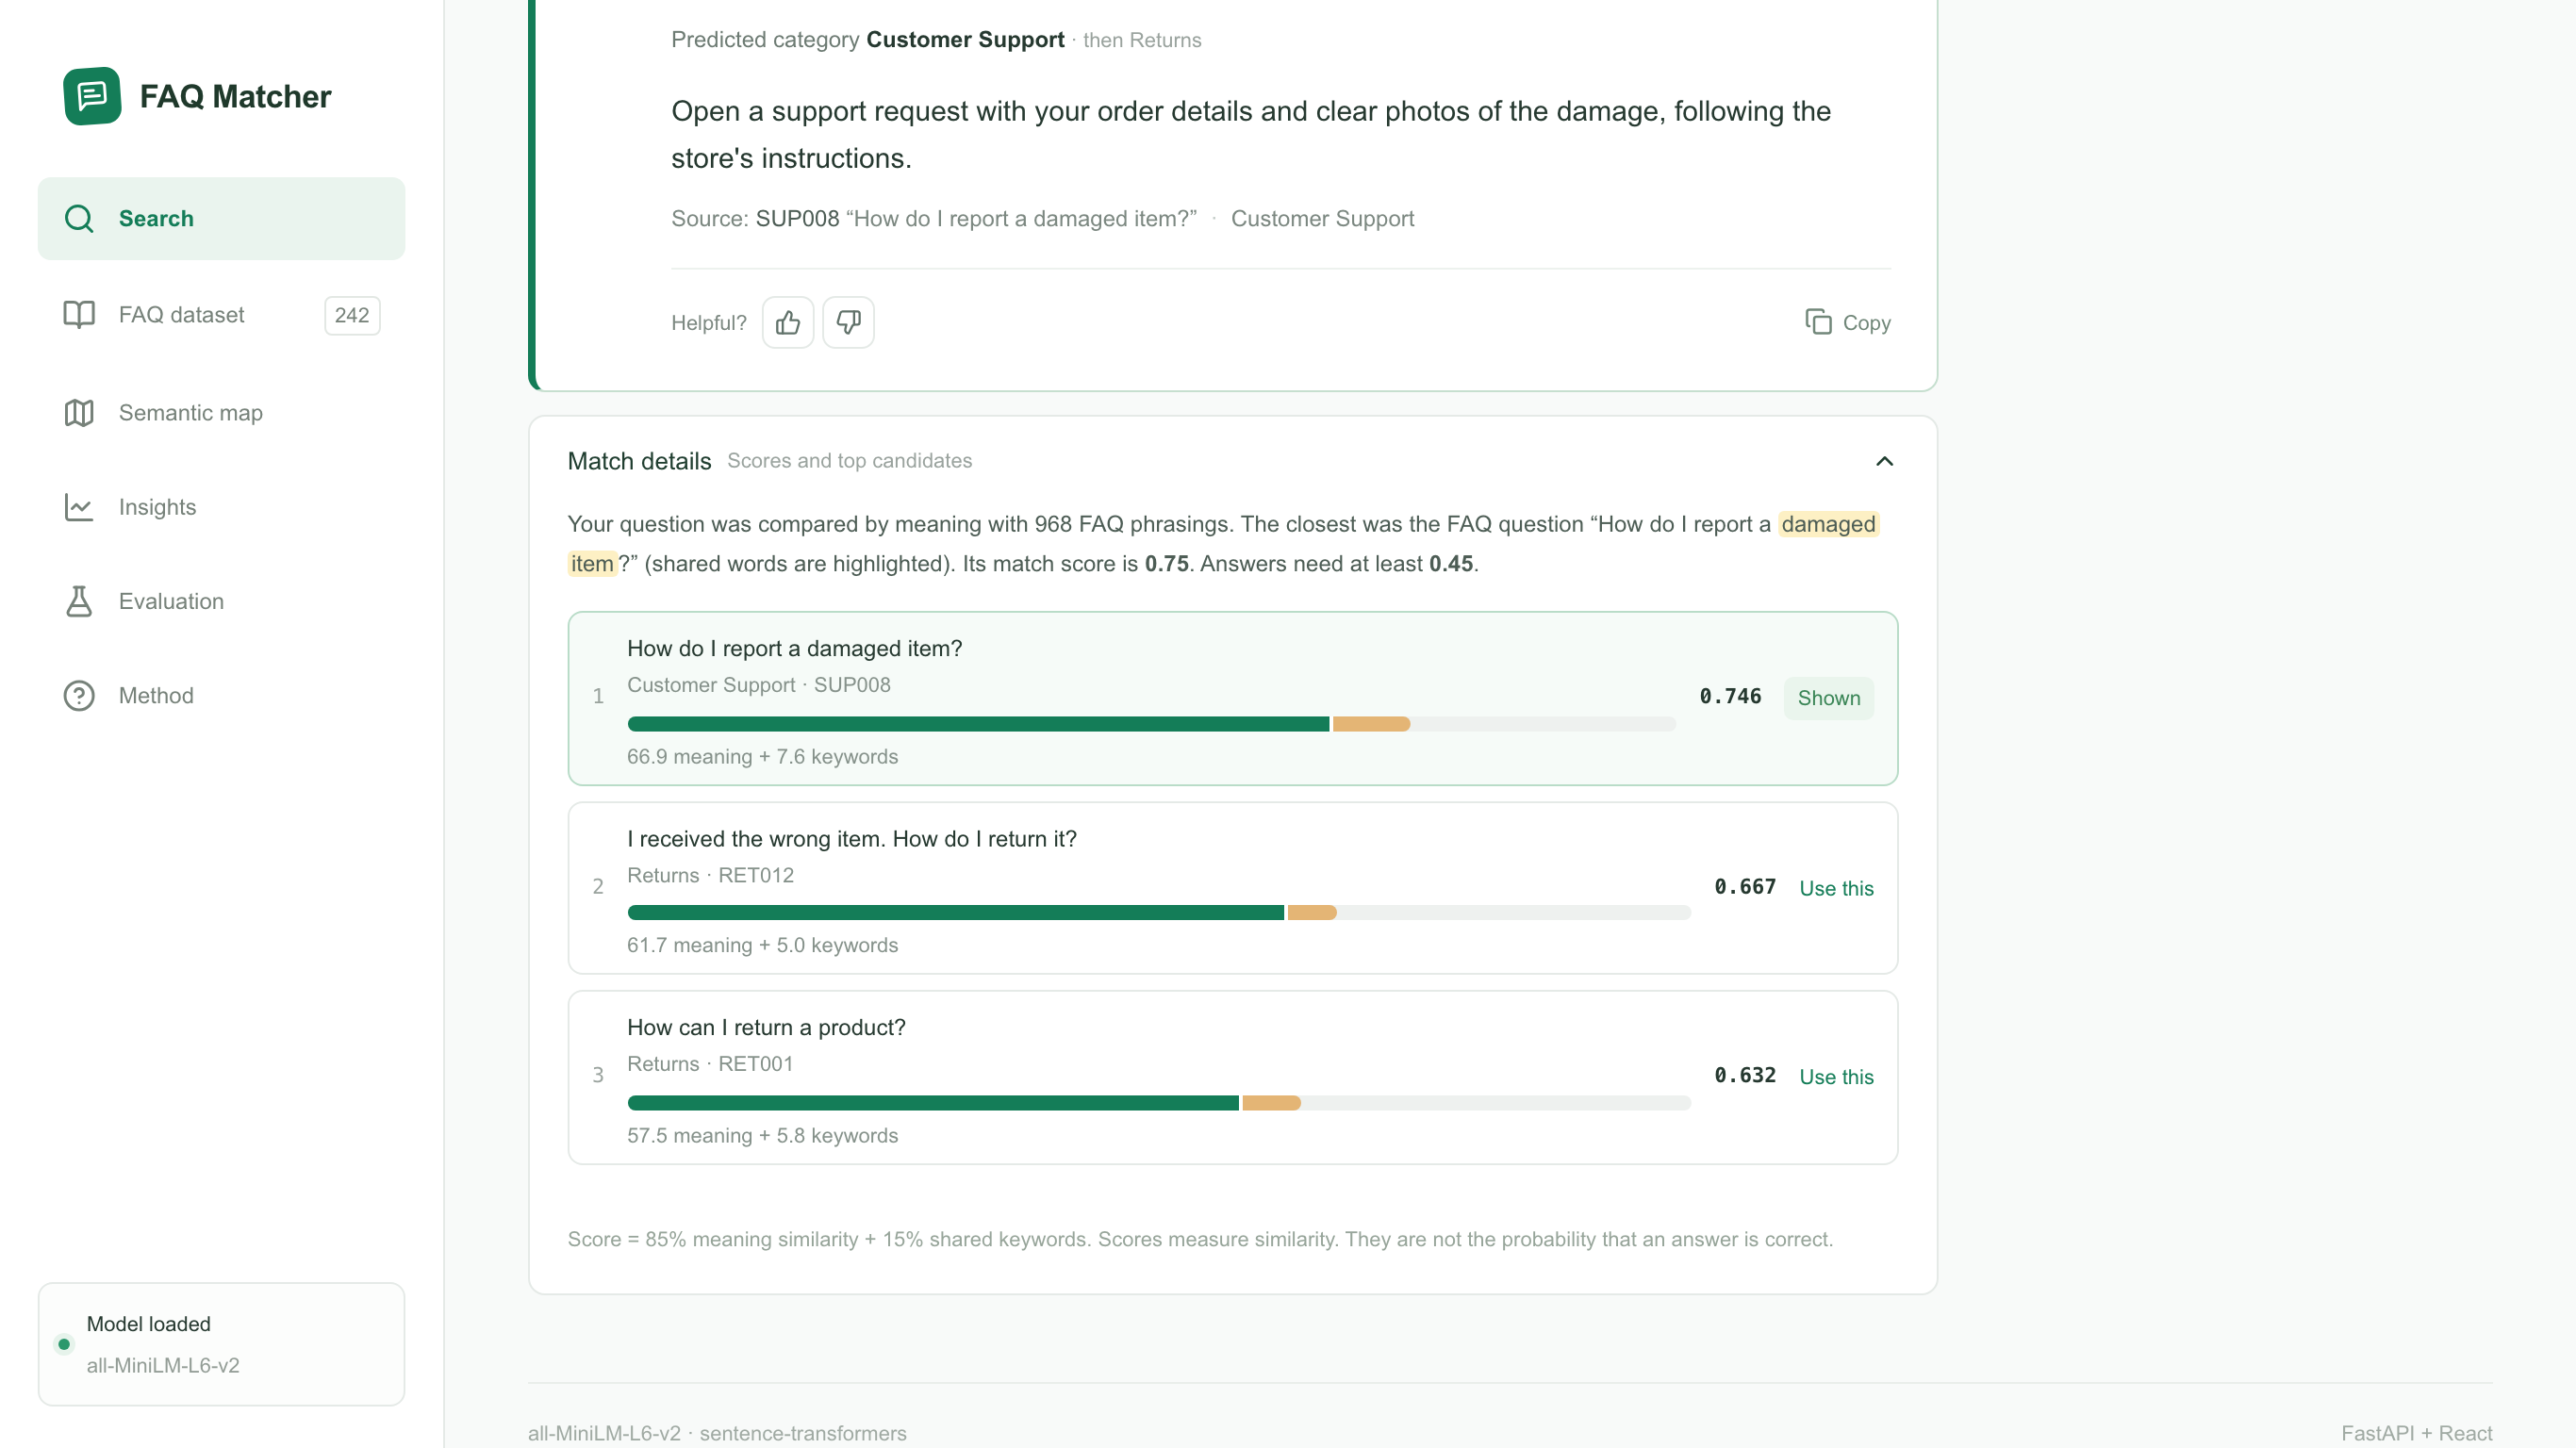 FAQ Matcher
Search
FAQ dataset 242
Semantic map
Insights
Evaluation
Method
Model loaded
all-MiniLM-L6-v2
Predicted category Customer Support · then Returns
Open a support request with your order details and clear photos of the damage, following the
store's instructions.
Source: SUP008 “How do I report a damaged item?” · Customer Support
Helpful?
Copy
Match details Scores and top candidates
Your question was compared by meaning with 968 FAQ phrasings. The closest was the FAQ question “How do I report a damaged
item?” (shared words are highlighted). Its match score is 0.75. Answers need at least 0.45.
1
How do I report a damaged item?
Customer Support · SUP008
66.9 meaning + 7.6 keywords
0.746 Shown
2
I received the wrong item. How do I return it?
Returns · RET012
61.7 meaning + 5.0 keywords
0.667 Use this
3
How can I return a product?
Returns · RET001
57.5 meaning + 5.8 keywords
0.632 Use this
Score = 85% meaning similarity + 15% shared keywords. Scores measure similarity. They are not the probability that an answer is correct.
all-MiniLM-L6-v2 · sentence-transformers
FastAPI + React